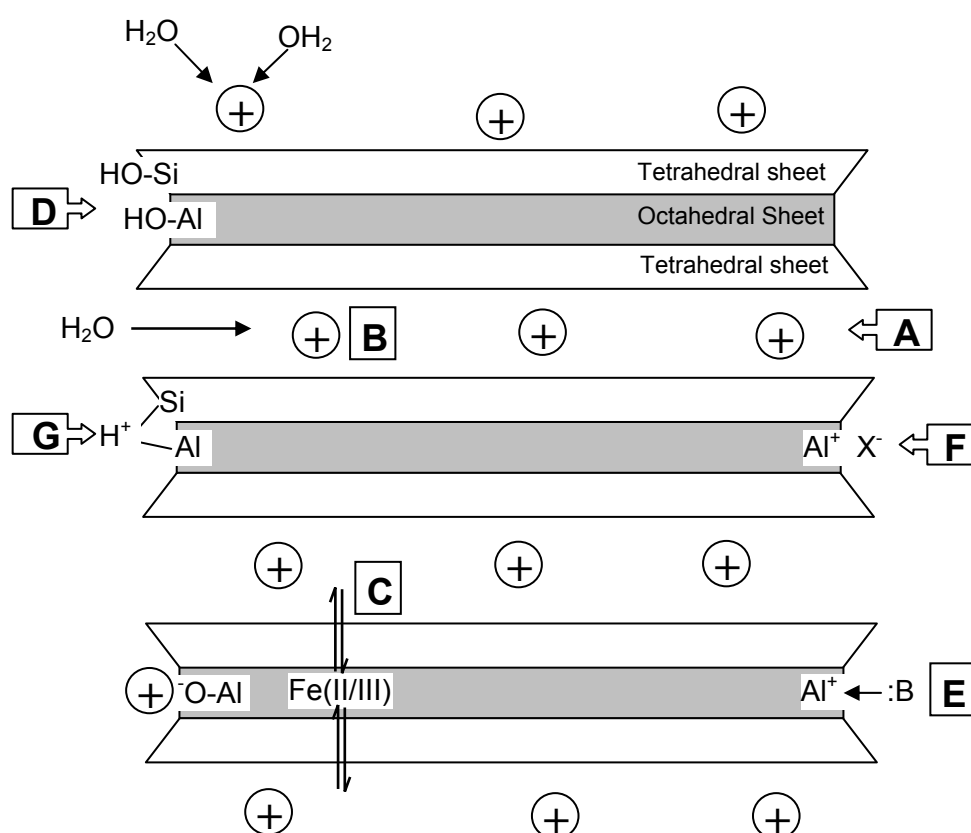 H₂O OH₂
+ + +
HO-Si Tetrahedral sheet
D HO-Al Octahedral Sheet
Tetrahedral sheet
H₂O + B + + A
Si
G H⁺ Al Al⁺ X⁻ F
+ + +
C
+ ⁻O-Al Fe(II/III) Al⁺ :B E
+ + +